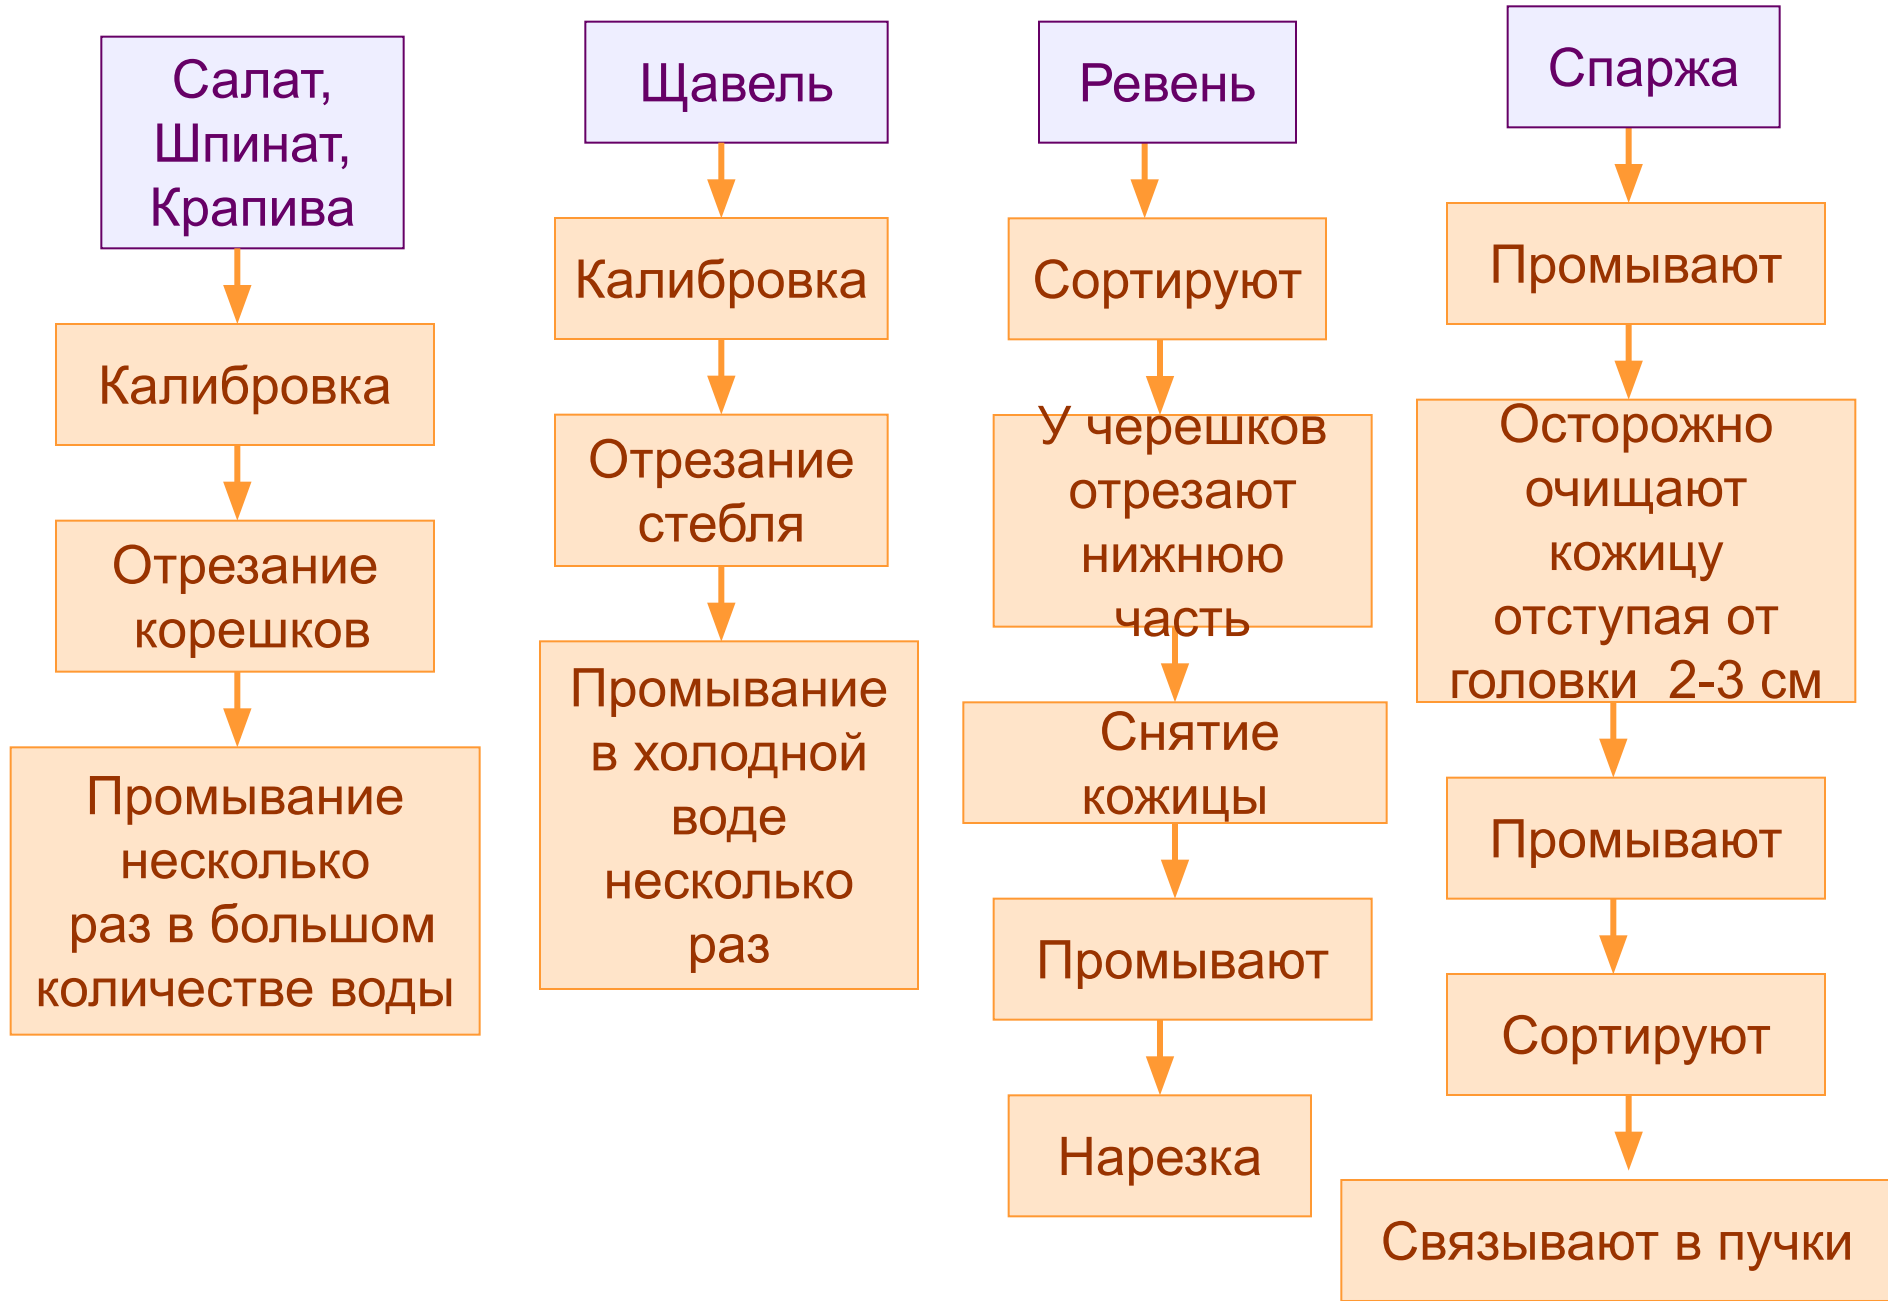 Салат,
Шпинат,
Крапива
Калибровка
Отрезание
корешков
Промывание
несколько
раз в большом
количестве воды
Щавель
Калибровка
Отрезание
стебля
Промывание
в холодной
воде
несколько
раз
Ревень
Сортируют
У черешков
отрезают
нижнюю
часть
Снятие
кожицы
Промывают
Нарезка
Спаржа
Промывают
Осторожно
очищают
кожицу
отступая от
головки 2-3 см
Промывают
Сортируют
Связывают в пучки